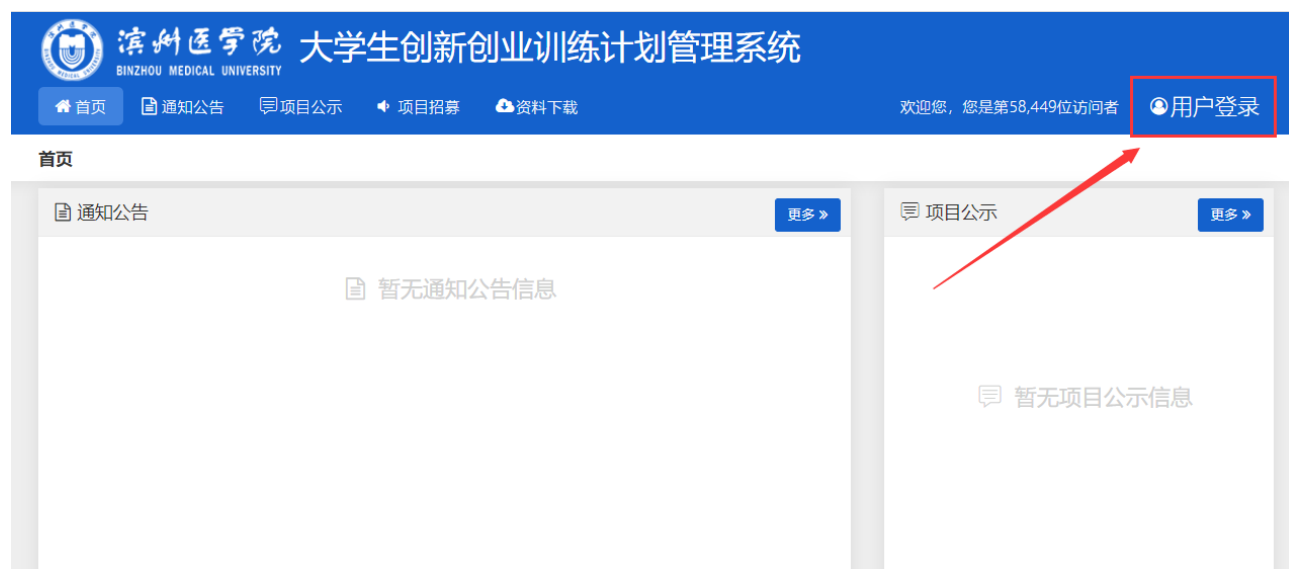 滨州医学院 大学生创新创业训练计划管理系统
BINZHOU MEDICAL UNIVERSITY
首页 通知公告 项目公示 项目招募 资料下载 欢迎您，您是第58,449位访问者 用户登录
首页
通知公告 更多 项目公示 更多
暂无通知公告信息
暂无项目公示信息